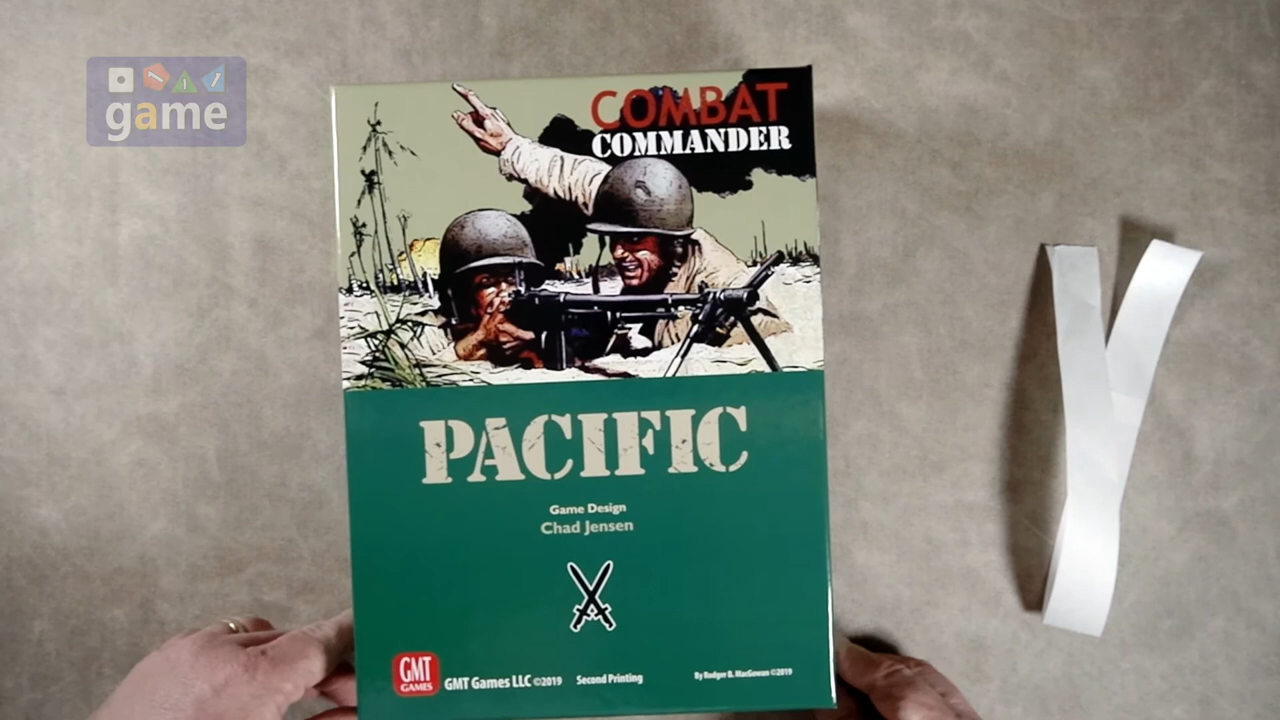 game
COMBAT
COMMANDER
PACIFIC
Game Design
Chad Jensen
GMT
GAMES
GMT Games LLC ©2019 Second Printing
By Rodger B. MacGowan ©2019